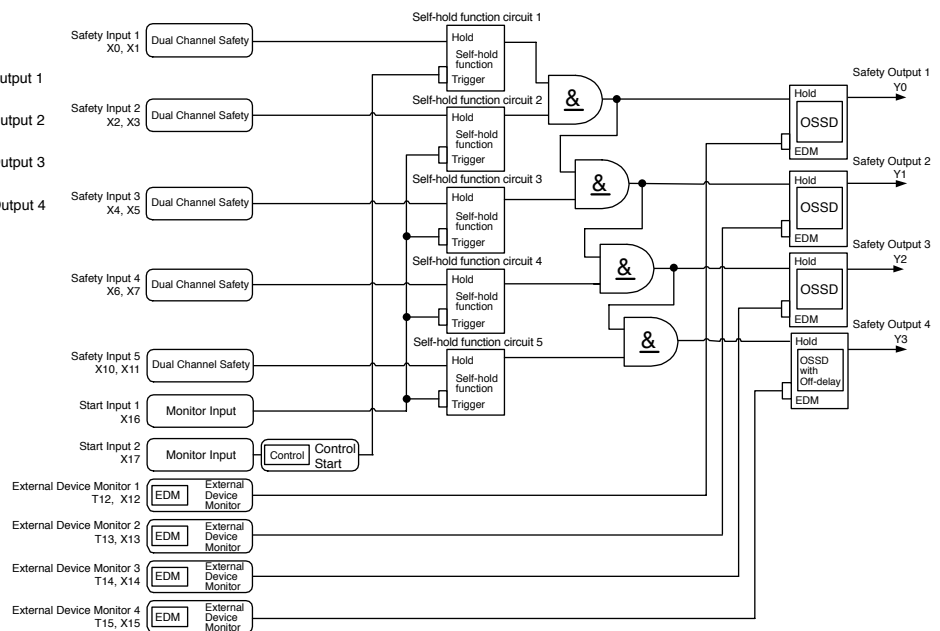 Self-hold function circuit 1
Safety Input 1
X0, X1
Dual Channel Safety
Hold
Self-hold
function
Trigger
utput 1
Safety Output 1
Y0
Hold
OSSD
EDM
&
Self-hold function circuit 2
Safety Input 2
X2, X3
Dual Channel Safety
Hold
Self-hold
function
Trigger
utput 2
utput 3
Safety Output 2
Y1
Hold
OSSD
EDM
&
Self-hold function circuit 3
Safety Input 3
X4, X5
Dual Channel Safety
Hold
Self-hold
function
Trigger
utput 4
Safety Output 3
Y2
Hold
OSSD
EDM
&
Self-hold function circuit 4
Safety Input 4
X6, X7
Dual Channel Safety
Hold
Self-hold
function
Trigger
Safety Output 4
Y3
Hold
OSSD
with
Off-delay
EDM
&
Self-hold function circuit 5
Safety Input 5
X10, X11
Dual Channel Safety
Hold
Self-hold
function
Trigger
Start Input 1
X16
Monitor Input
Start Input 2
X17
Monitor Input
Control
Control
Start
External Device Monitor 1
T12, X12
EDM
External
Device
Monitor
External Device Monitor 2
T13, X13
EDM
External
Device
Monitor
External Device Monitor 3
T14, X14
EDM
External
Device
Monitor
External Device Monitor 4
T15, X15
EDM
External
Device
Monitor